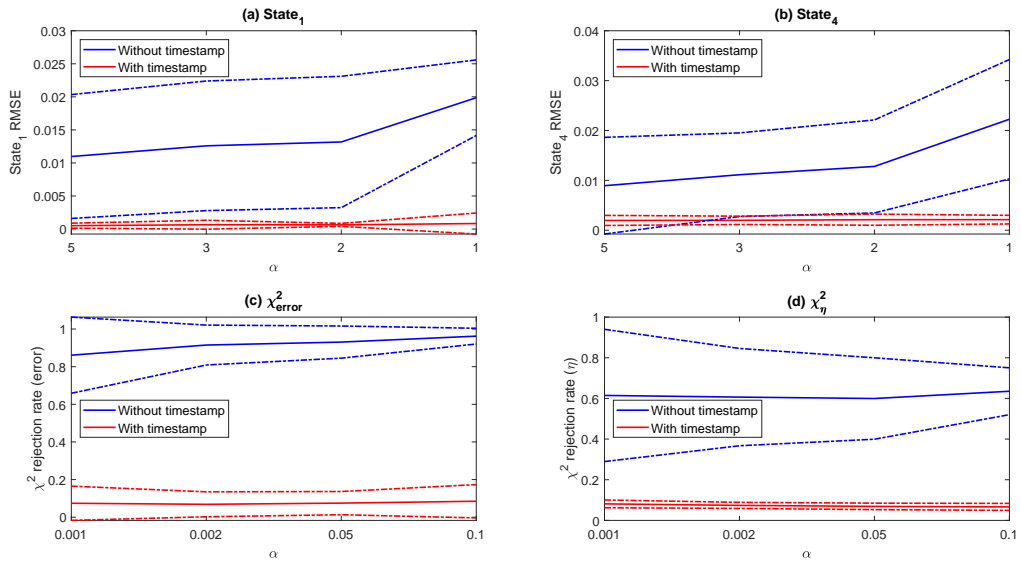 (a) State₁
0.03
0.025
0.02
0.015
0.01
0.005
0
State₁ RMSE
Without timestamp
With timestamp
5
3
2
1
α
(b) State₄
0.04
0.03
0.02
0.01
0
State₄ RMSE
Without timestamp
With timestamp
5
3
2
1
α
(c) χ²error
1
0.8
0.6
0.4
0.2
0
χ² rejection rate (error)
Without timestamp
With timestamp
0.001
0.002
0.05
0.1
α
(d) χ²η
1
0.8
0.6
0.4
0.2
0
χ² rejection rate (η)
Without timestamp
With timestamp
0.001
0.002
0.05
0.1
α